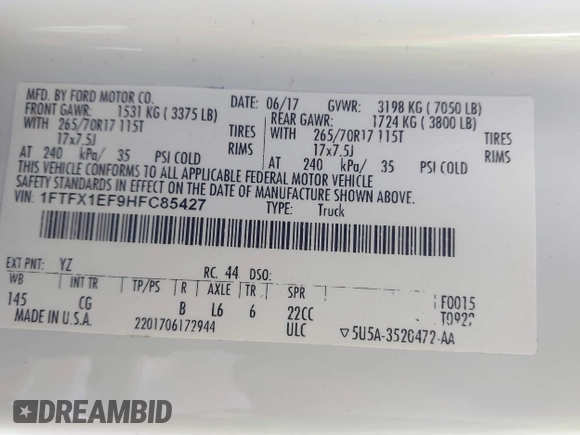 MFD. BY FORD MOTOR CO.
DATE: 06/17 GVWR: 3198 KG ( 7050 LB)
FRONT GAWR: 1531 KG ( 3375 LB) REAR GAWR: 1724 KG ( 3800 LB)
WITH 265/70R17 115T TIRES WITH 265/70R17 115T TIRES
17x7.5J RIMS 17x7.5J RIMS
AT 240 kPa/ 35 PSI COLD AT 240 kPa/ 35 PSI COLD
THIS VEHICLE CONFORMS TO ALL APPLICABLE FEDERAL MOTOR VEHICLE
SAFETY STANDARDS IN EFFECT ON THE DATE OF MANUFACTURE SHOWN ABOVE.
VIN: 1FTFX1EF9HFC85427 TYPE: Truck
EXT PNT: YZ RC: 44 DSO:
WB INT TR TP/PS R AXLE TR SPR
145 CG B L6 6 22CC F0015
MADE IN U.S.A. 2201706172944 ULC ▽5U5A-3520472-AA
DREAMBID